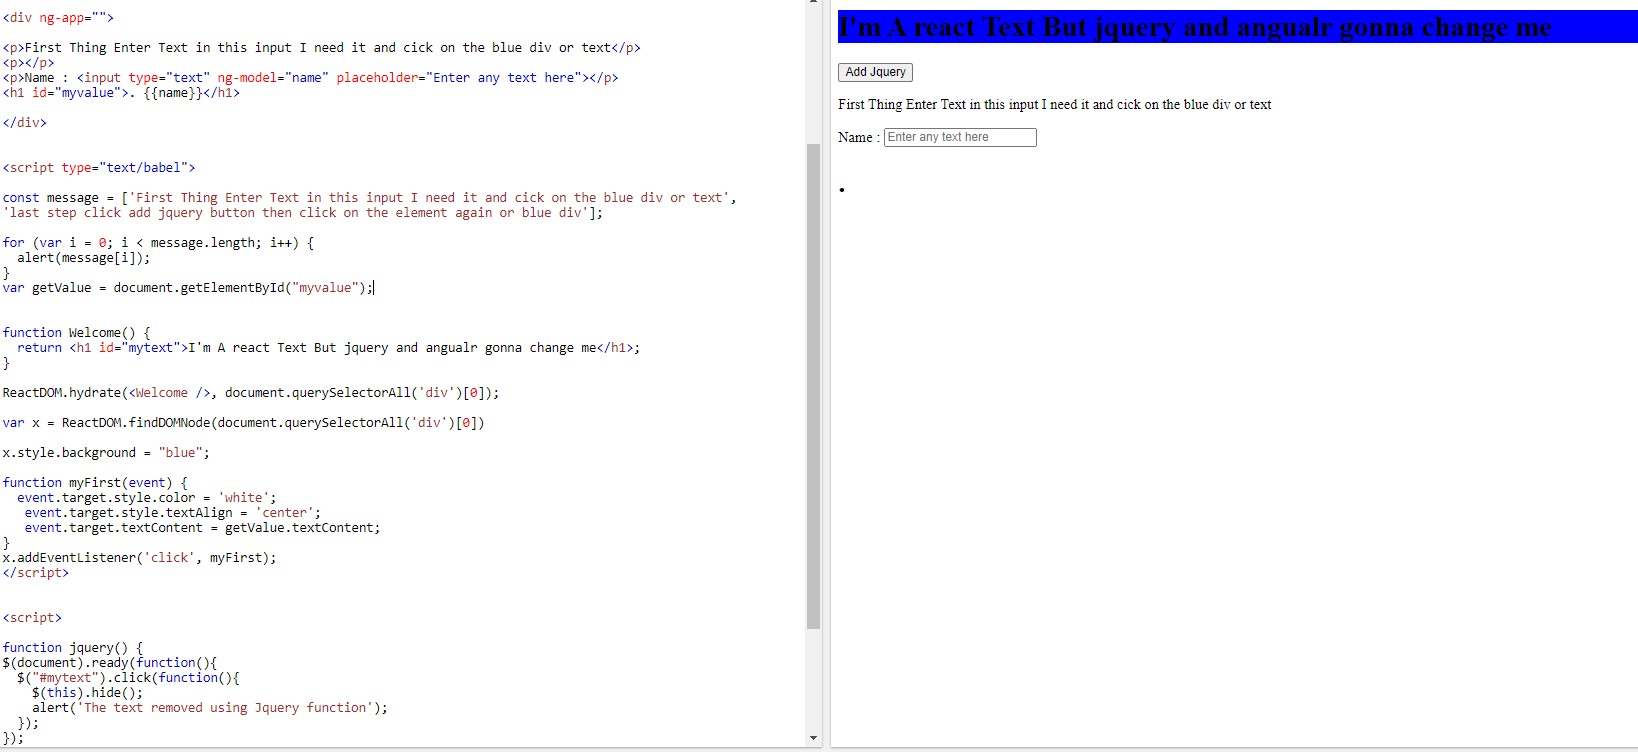 <div ng-app="">
<p>First Thing Enter Text in this input I need it and cick on the blue div or text</p>
<p></p>
<p>Name : <input type="text" ng-model="name" placeholder="Enter any text here"></p>
<h1 id="myvalue">. {{name}}</h1>
</div>
<script type="text/babel">
const message = ['First Thing Enter Text in this input I need it and cick on the blue div or text',
'last step click add jquery button then click on the element again or blue div'];
for (var i = 0; i < message.length; i++) {
  alert(message[i]);
}
var getValue = document.getElementById("myvalue");
function Welcome() {
  return <h1 id="mytext">I'm A react Text But jquery and angualr gonna change me</h1>;
}
ReactDOM.hydrate(<Welcome />, document.querySelectorAll('div')[0]);
var x = ReactDOM.findDOMNode(document.querySelectorAll('div')[0])
x.style.background = "blue";
function myFirst(event) {
  event.target.style.color = 'white';
   event.target.style.textAlign = 'center';
   event.target.textContent = getValue.textContent;
}
x.addEventListener('click', myFirst);
</script>
<script>
function jquery() {
$(document).ready(function(){
  $("#mytext").click(function(){
    $(this).hide();
    alert('The text removed using Jquery function');
  });
});
I'm A react Text But jquery and angualr gonna change me
Add Jquery
First Thing Enter Text in this input I need it and cick on the blue div or text
Name : Enter any text here
.